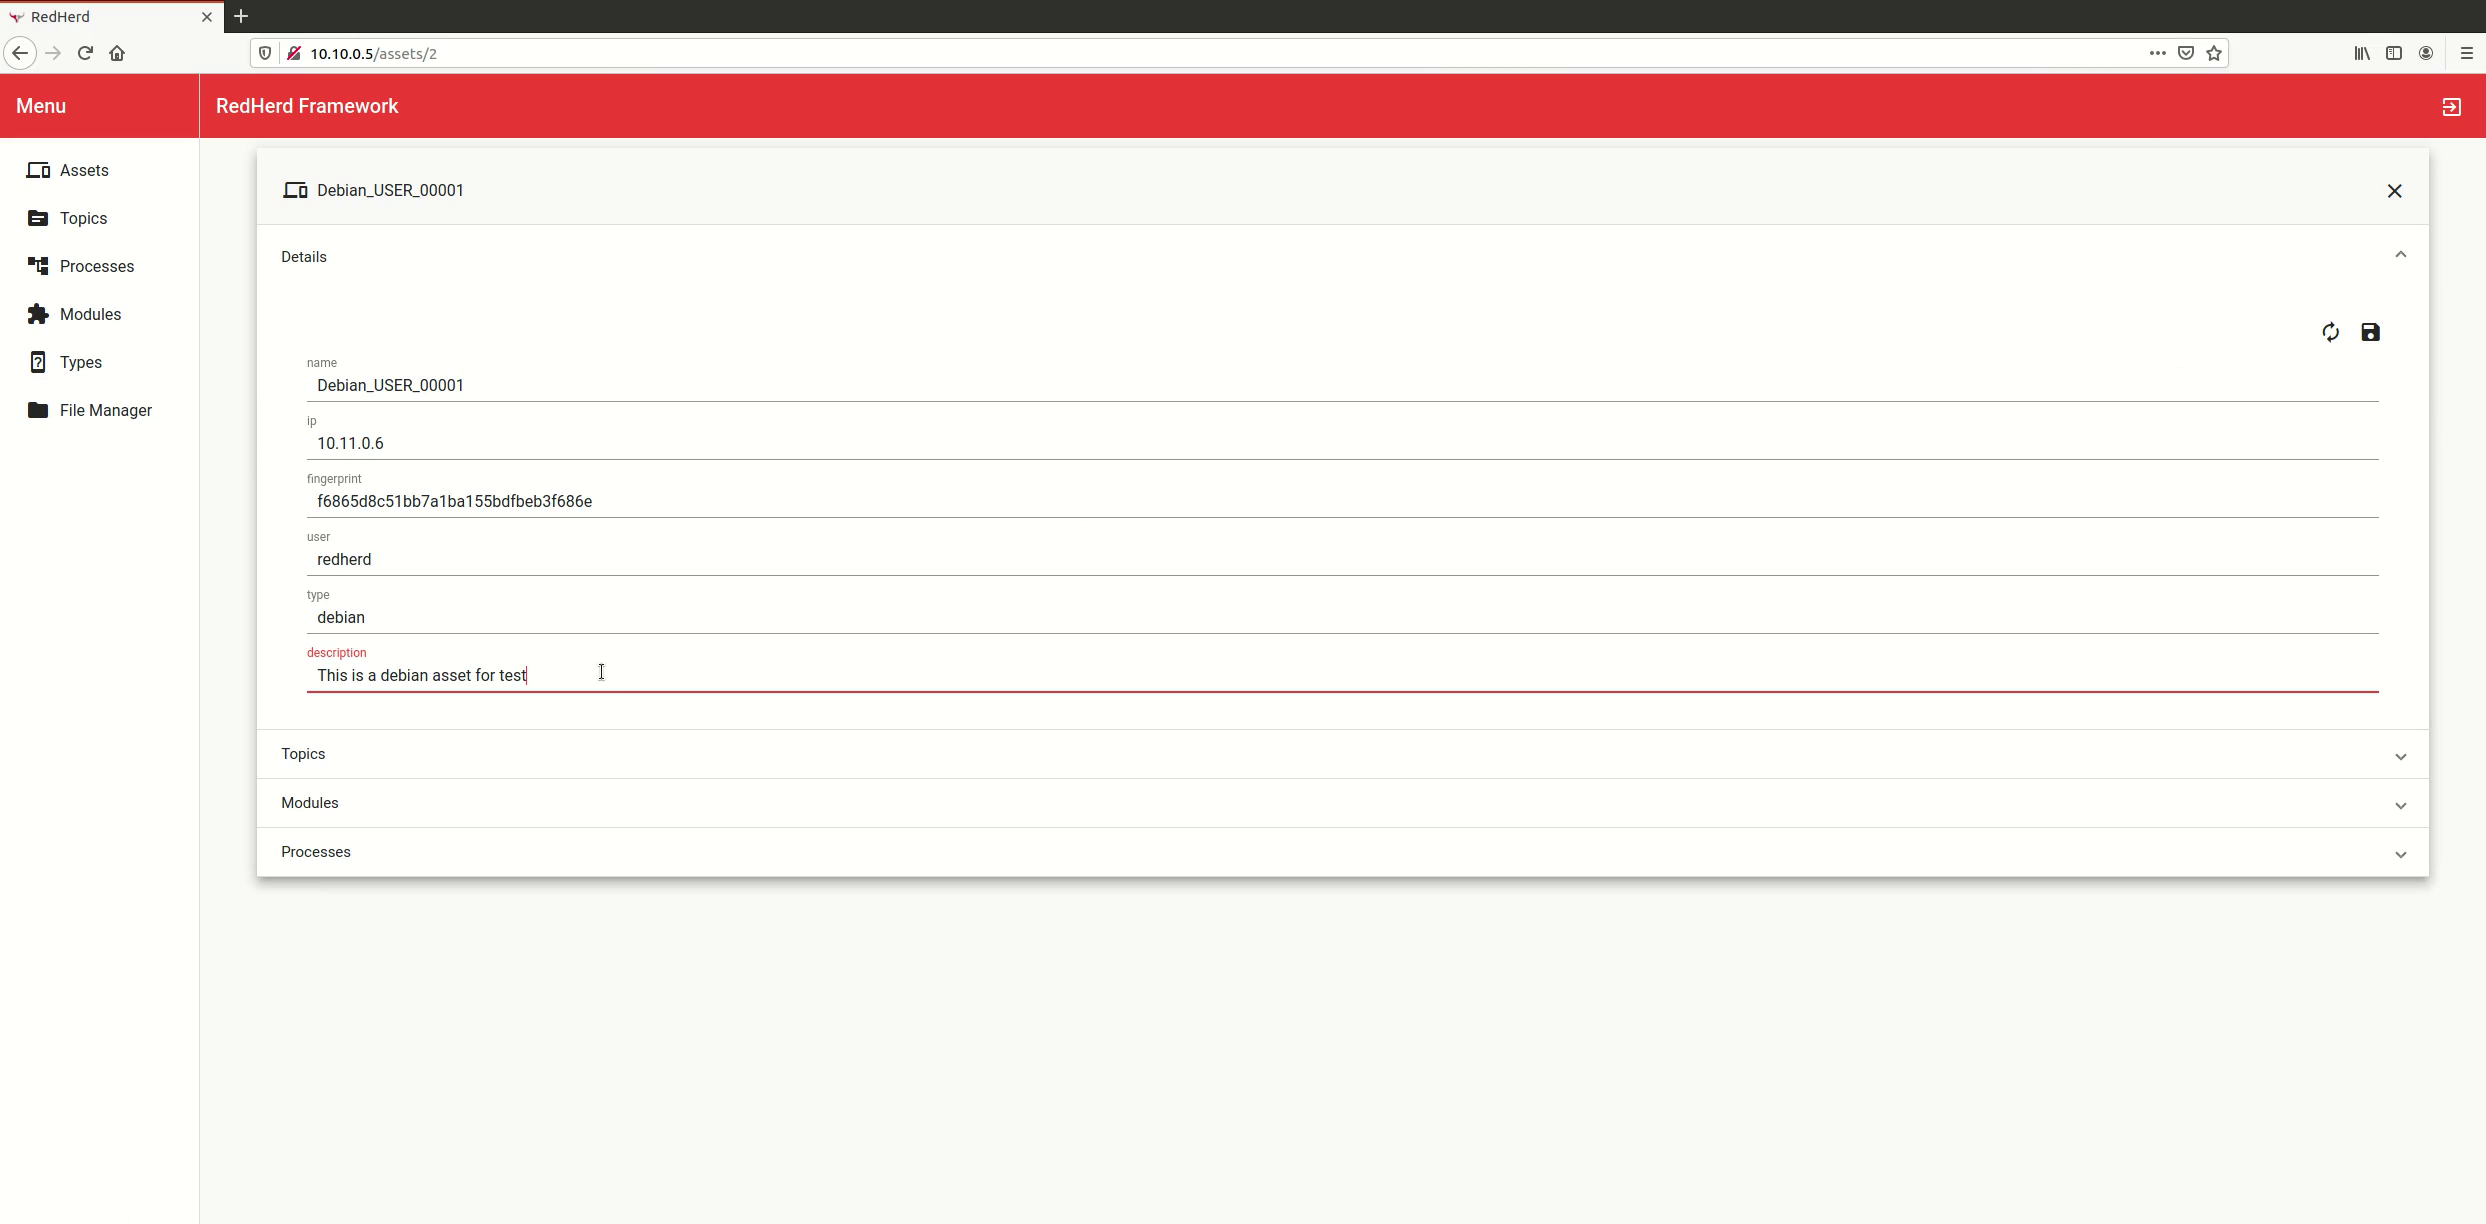 RedHerd
10.10.0.5/assets/2
Menu
RedHerd Framework
Assets
Topics
Processes
Modules
Types
File Manager
Debian_USER_00001
Details
name
Debian_USER_00001
ip
10.11.0.6
fingerprint
f6865d8c51bb7a1ba155bdfbeb3f686e
user
redherd
type
debian
description
This is a debian asset for test
Topics
Modules
Processes